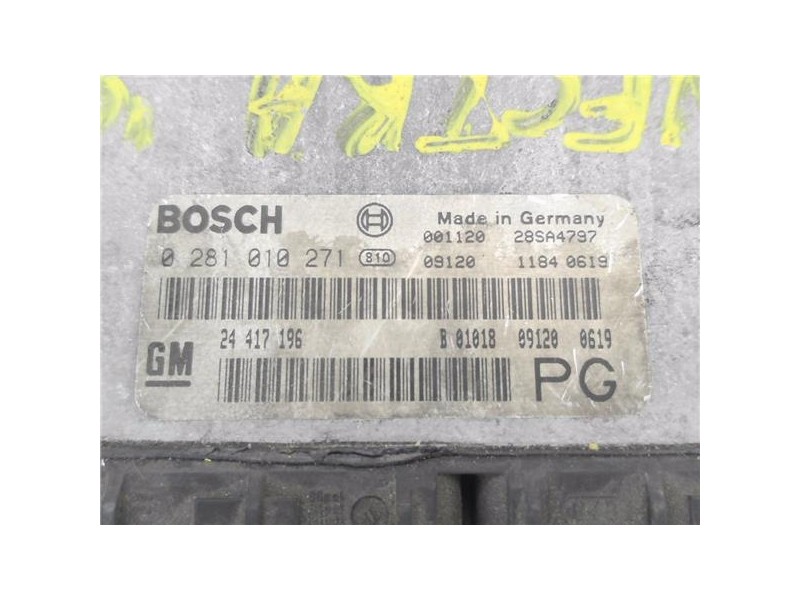 VECTRA
BOSCH Made in Germany
001120 28SA4797
0 281 010 271 810 09120 1184 0619
24 417 196 B 01018 09120 0619
GM PG